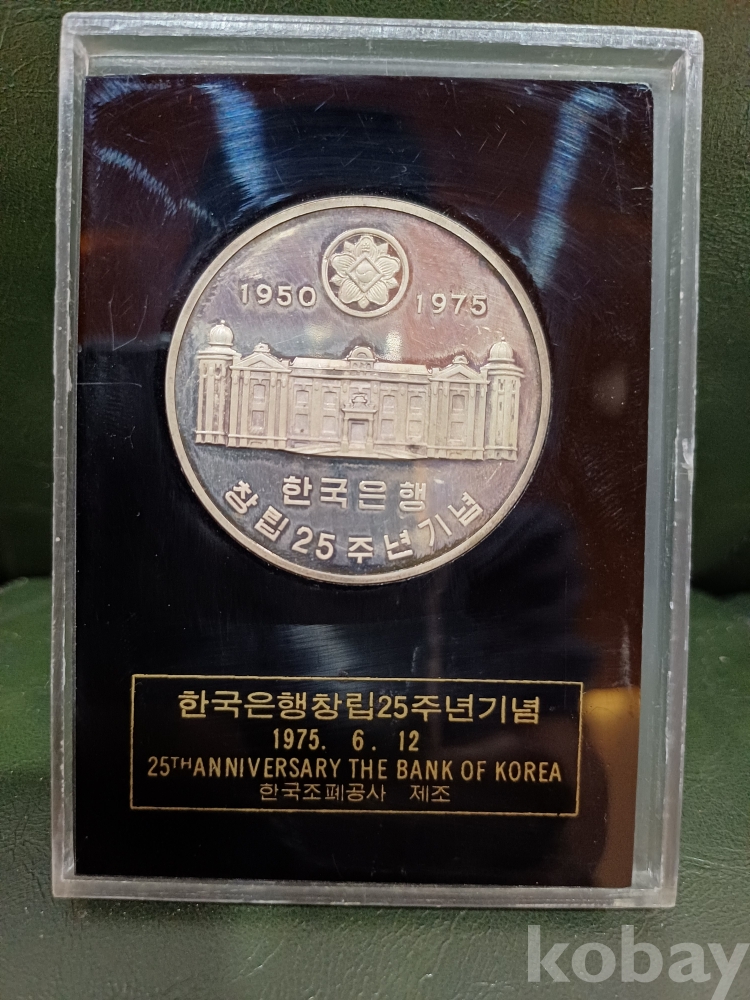 1950 1975
한국은행
창립25주년기념
한국은행창립25주년기념
1975. 6. 12
25TH ANNIVERSARY THE BANK OF KOREA
한국조폐공사 제조
kobay